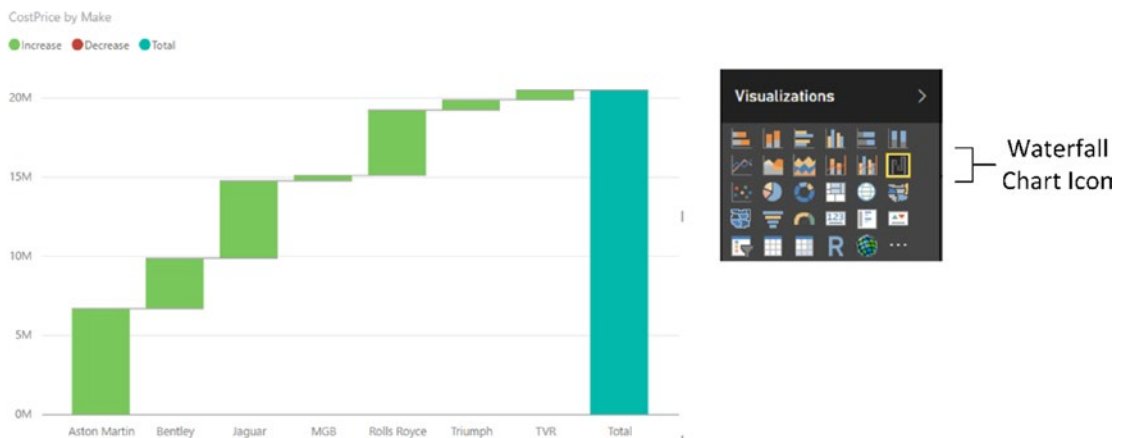 CostPrice by Make
Increase Decrease Total
20M
15M
10M
5M
0M
Aston Martin Bentley Jaguar MGB Rolls Royce Triumph TVR Total
Visualizations
123
R
Waterfall
Chart Icon